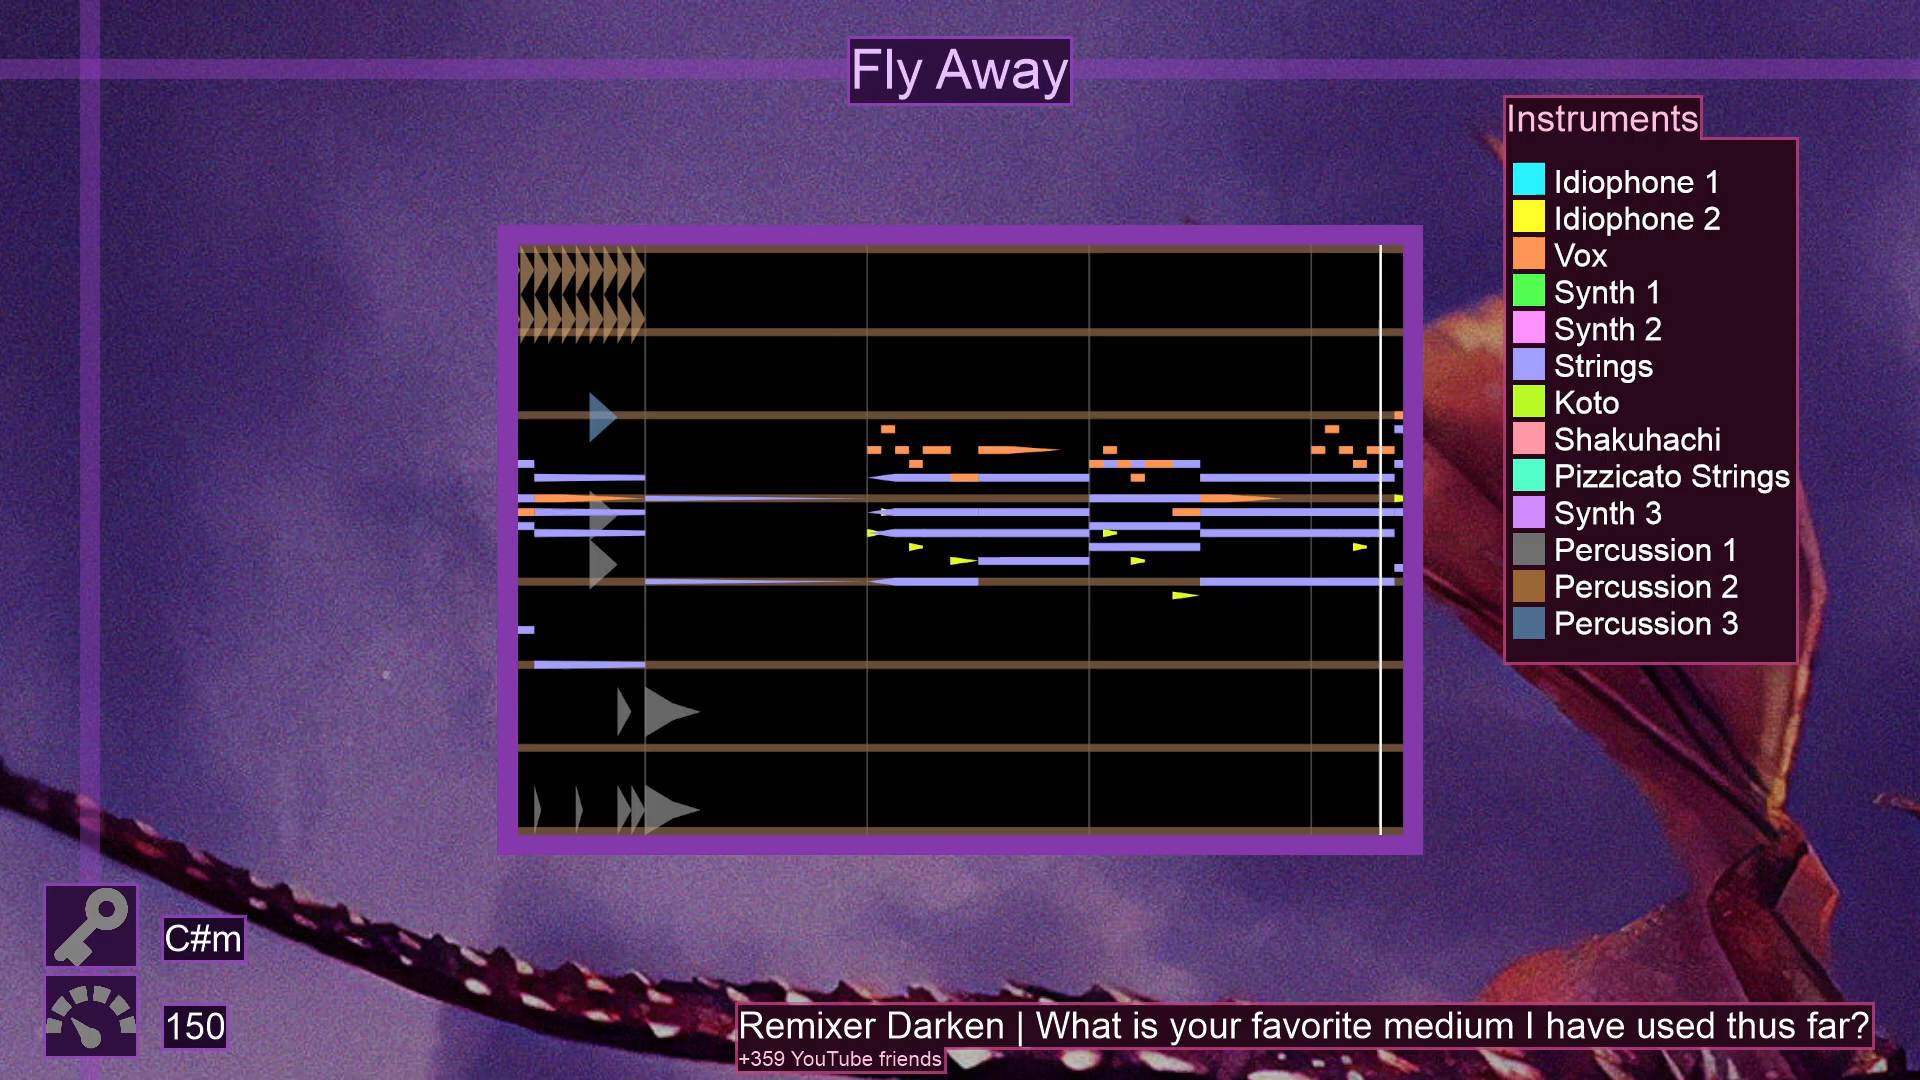 Fly Away
Instruments
Idiophone 1
Idiophone 2
Vox
Synth 1
Synth 2
Strings
Koto
Shakuhachi
Pizzicato Strings
Synth 3
Percussion 1
Percussion 2
Percussion 3
C#m
150
Remixer Darken | What is your favorite medium I have used thus far?
+359 YouTube friends